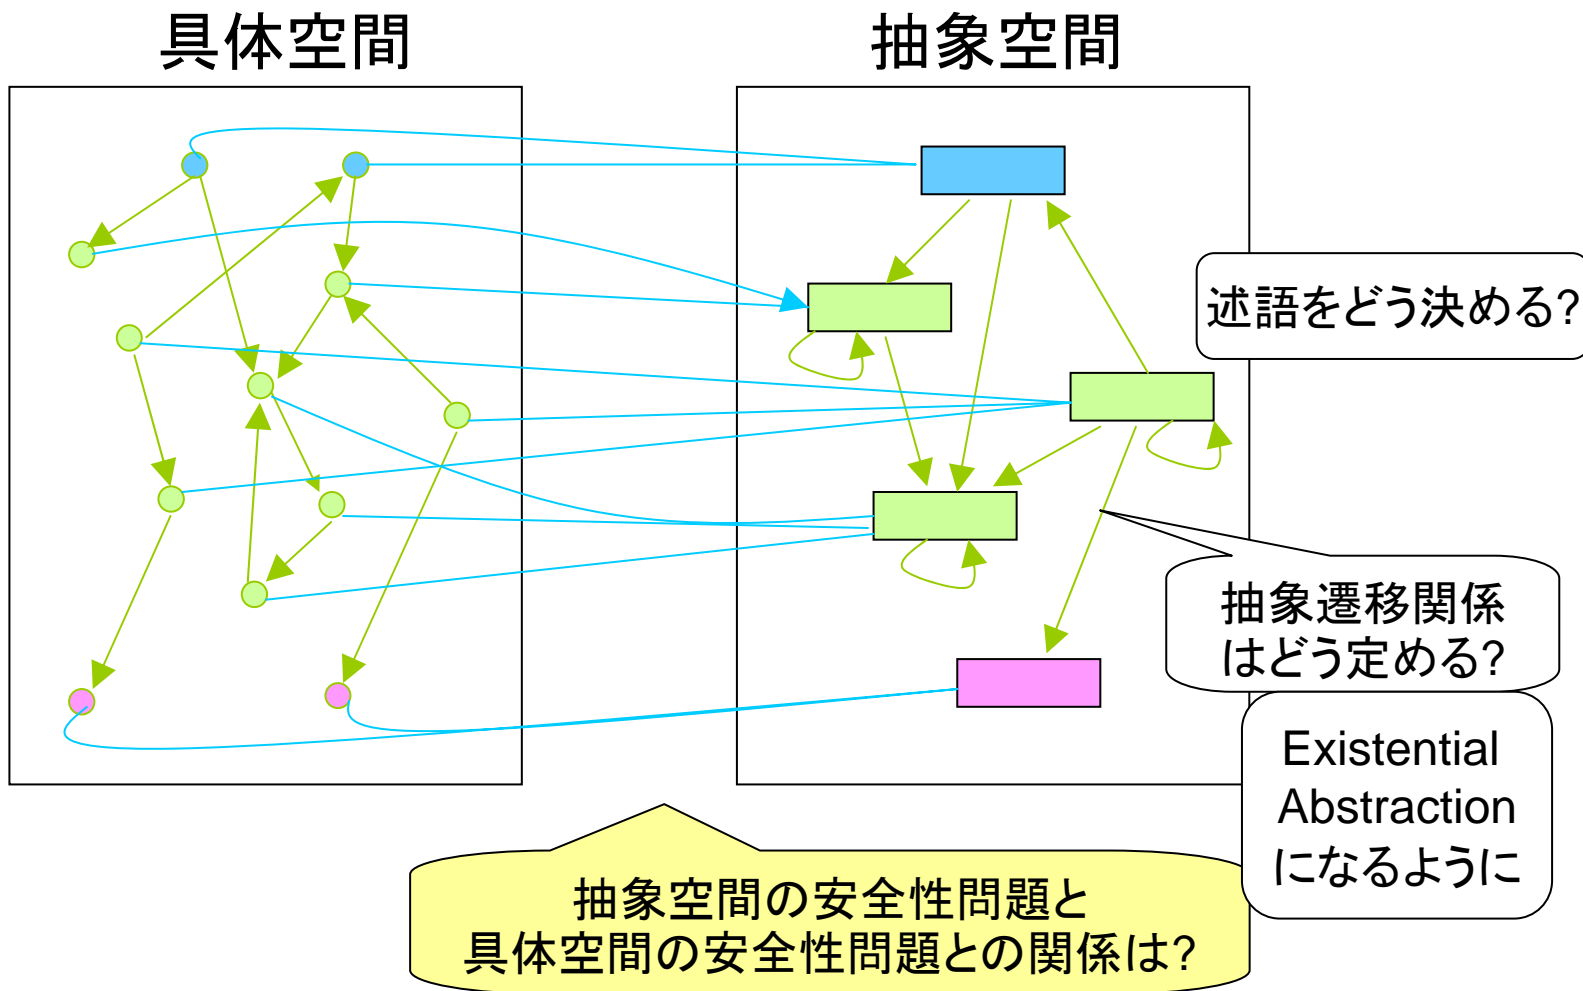 具体空間
抽象空間
述語をどう決める?
抽象遷移関係
はどう定める?
Existential
Abstraction
になるように
抽象空間の安全性問題と
具体空間の安全性問題との関係は?